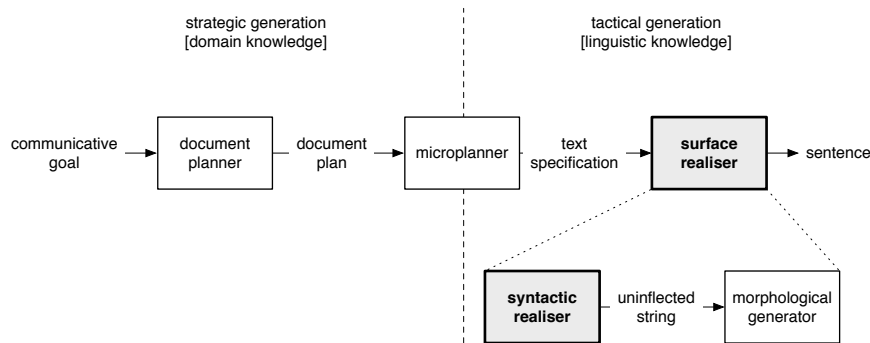 strategic generation
[domain knowledge]
tactical generation
[linguistic knowledge]
communicative
goal
document
planner
document
plan
microplanner
text
specification
surface
realiser
sentence
syntactic
realiser
uninflected
string
morphological
generator